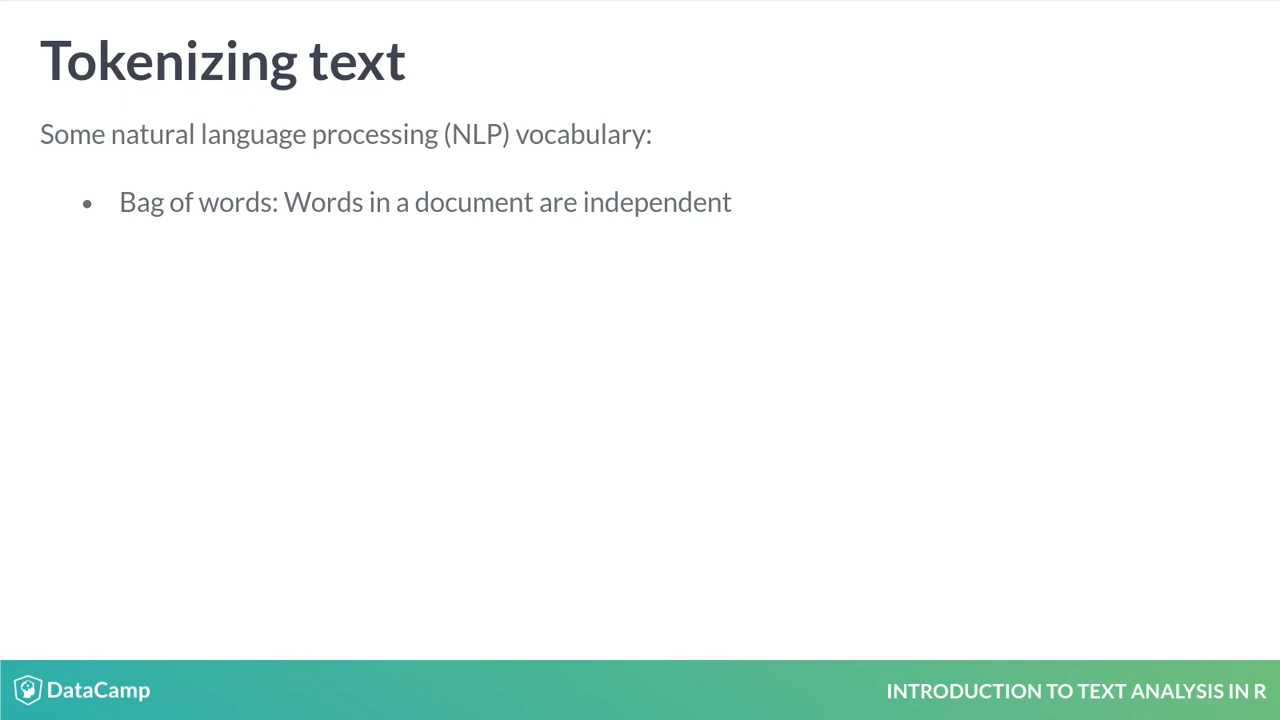 Tokenizing text
Some natural language processing (NLP) vocabulary:
• Bag of words: Words in a document are independent
DataCamp
INTRODUCTION TO TEXT ANALYSIS IN R